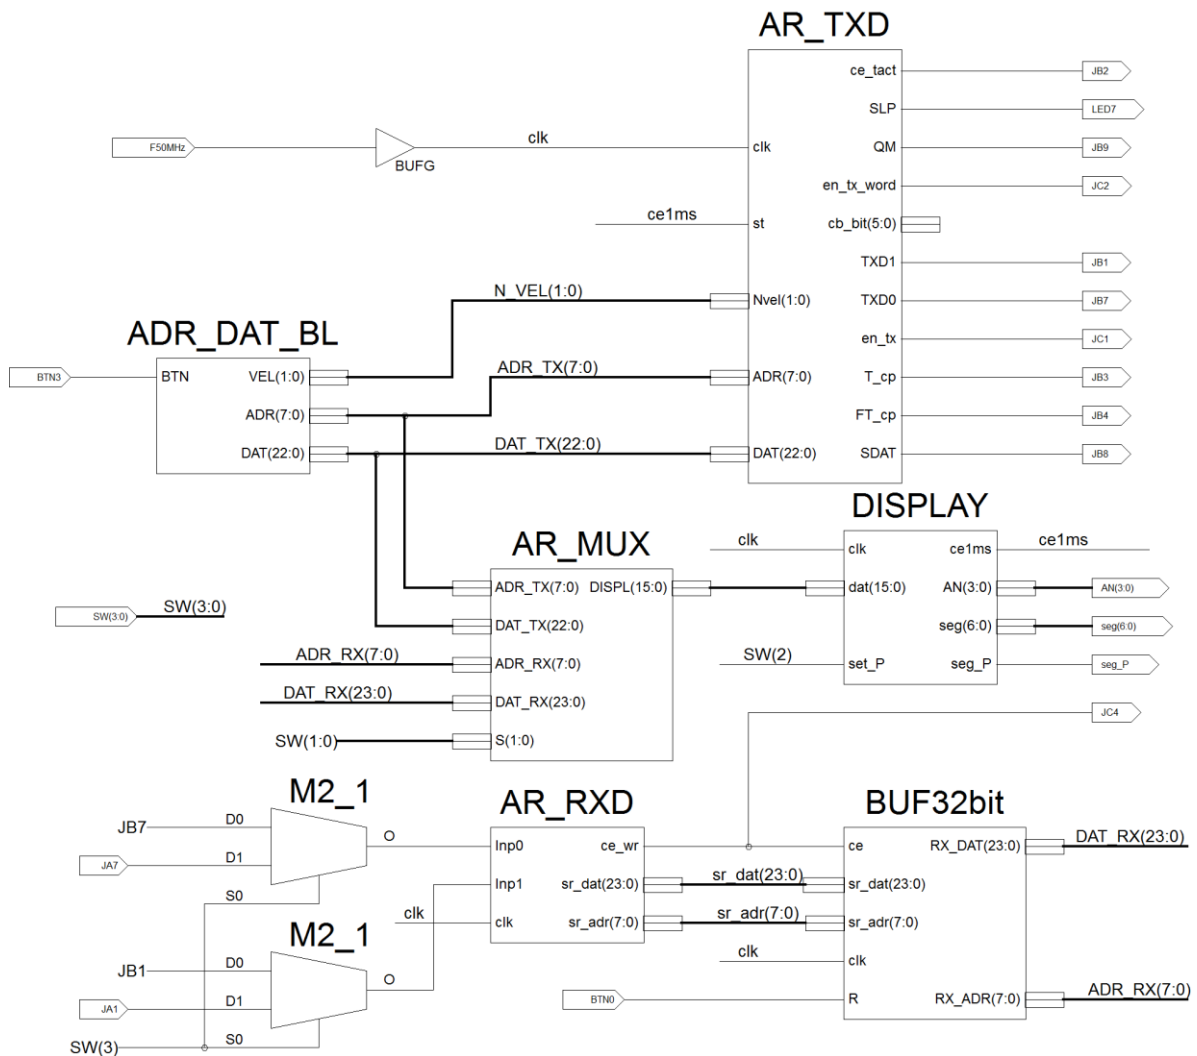 AR_TXD
ce_tact JB2
SLP LED7
F50MHz BUFG clk clk QM JB9
en_tx_word JC2
ce1ms st cb_bit(5:0)
TXD1 JB1
N_VEL(1:0) Nvel(1:0) TXD0 JB7
ADR_DAT_BL
en_tx JC1
BTN3 BTN VEL(1:0) ADR_TX(7:0) ADR(7:0) T_cp JB3
ADR(7:0) FT_cp JB4
DAT(22:0) DAT_TX(22:0) DAT(22:0) SDAT JB8
DISPLAY
AR_MUX
clk clk ce1ms ce1ms
ADR_TX(7:0) DISPL(15:0) dat(15:0) AN(3:0) AN(3:0)
SW(3:0) SW(3:0)
DAT_TX(22:0) seg(6:0) seg(6:0)
ADR_RX(7:0) ADR_RX(7:0) SW(2) set_P seg_P seg_P
DAT_RX(23:0) DAT_RX(23:0) JC4
SW(1:0) S(1:0)
M2_1 AR_RXD BUF32bit
JB7 D0 O Inp0 ce_wr ce RX_DAT(23:0) DAT_RX(23:0)
JA7 D1
Inp1 sr_dat(23:0) sr_dat(23:0) sr_dat(23:0)
S0 clk clk sr_adr(7:0) sr_adr(7:0) sr_adr(7:0)
M2_1
JB1 D0 O clk clk
JA1 D1 BTN0 R RX_ADR(7:0) ADR_RX(7:0)
SW(3) S0